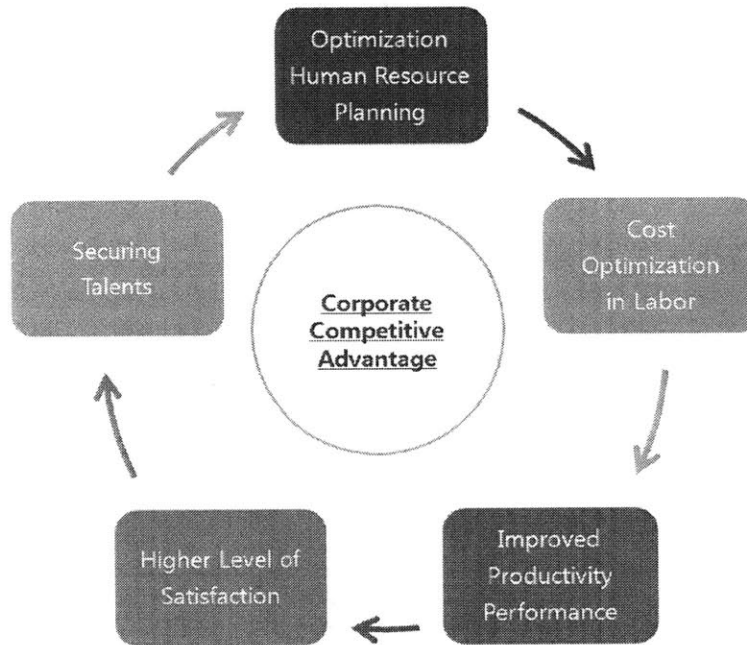 Optimization
Human Resource
Planning
Cost
Optimization
in Labor
Securing
Talents
Corporate
Competitive
Advantage
Improved
Productivity
Performance
Higher Level of
Satisfaction